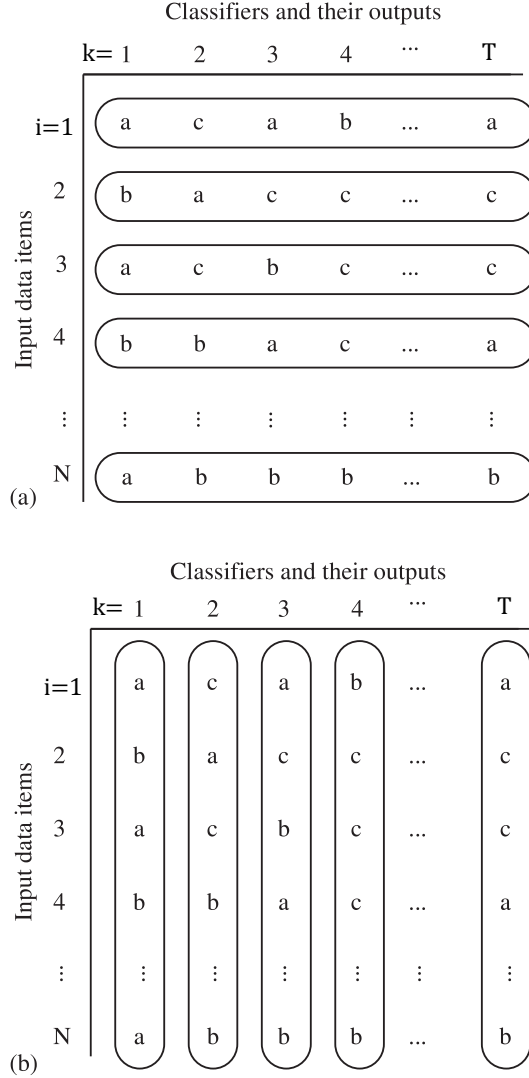 Classifiers and their outputs
k= 1 2 3 4 ... T
i=1 a c a b ... a
2 b a c c ... c
3 a c b c ... c
4 b b a c ... a
⋮ ⋮ ⋮ ⋮ ⋮ ⋮ ⋮
N a b b b ... b
Input data items
(a)
Classifiers and their outputs
k= 1 2 3 4 ... T
i=1 a c a b ... a
2 b a c c ... c
3 a c b c ... c
4 b b a c ... a
⋮ ⋮ ⋮ ⋮ ⋮ ⋮ ⋮
N a b b b ... b
Input data items
(b)